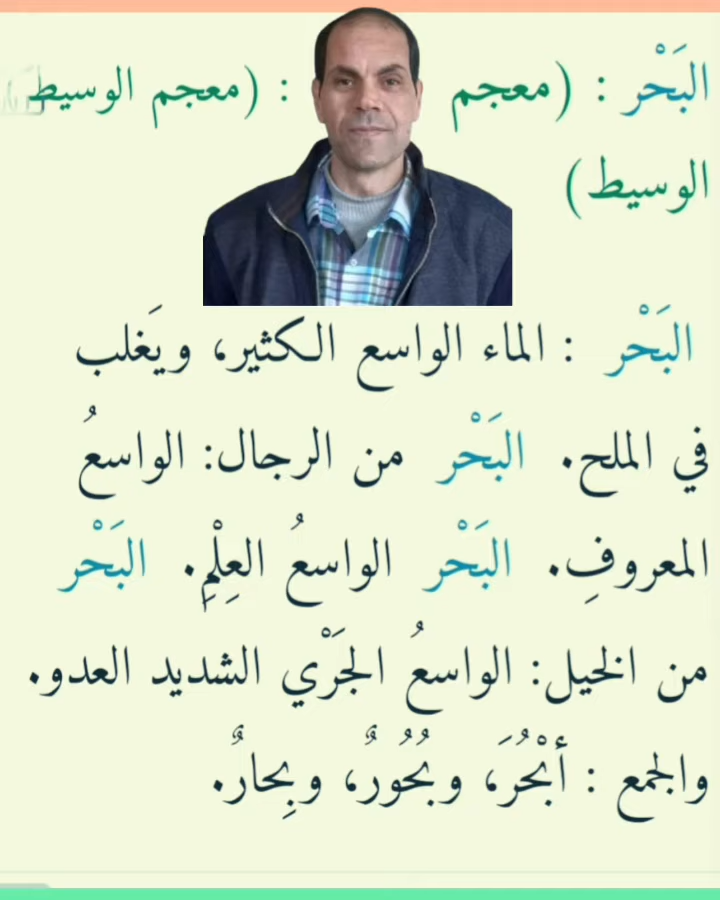 البَحْر : (معجم : (معجم الوسيط
الوسيط)
البَحْر : الماء الواسع الكثير، ويَغلب
في الملح. البَحْر من الرجال: الواسعُ
المعروفِ. البَحْر الواسعُ العِلْمِ. البَحْر
من الخيل: الواسعُ الجَرْي الشديد العدو.
والجمع : أبْحُرَ، وبُحُورٌ، وبِحارٌ.